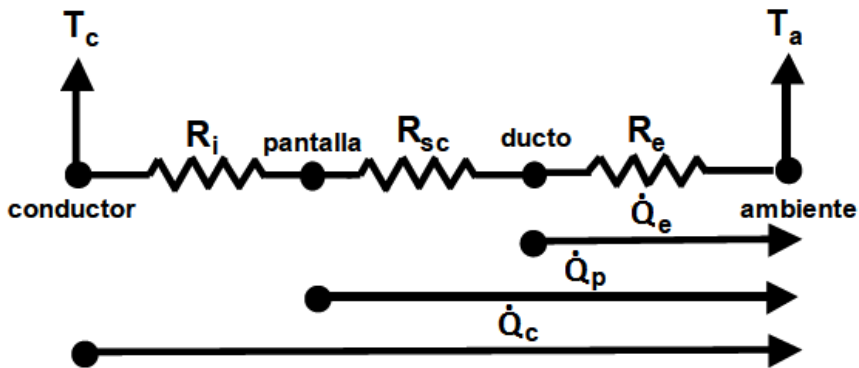 T_c T_a
R_i pantalla R_sc ducto R_e
conductor Q̇_e ambiente
Q̇_p
Q̇_c